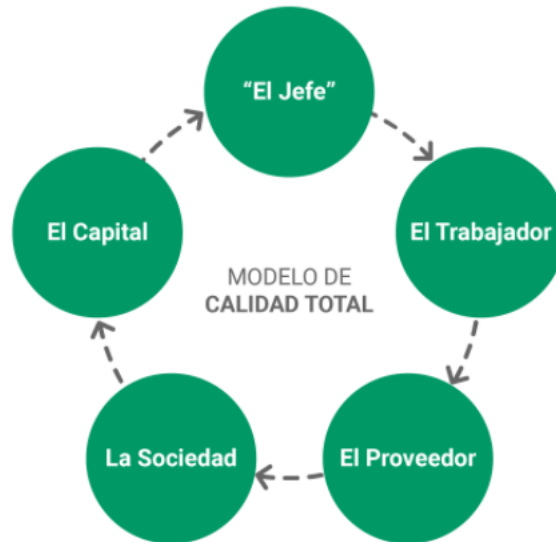 “El Jefe”
El Trabajador
El Proveedor
La Sociedad
El Capital
MODELO DE
CALIDAD TOTAL